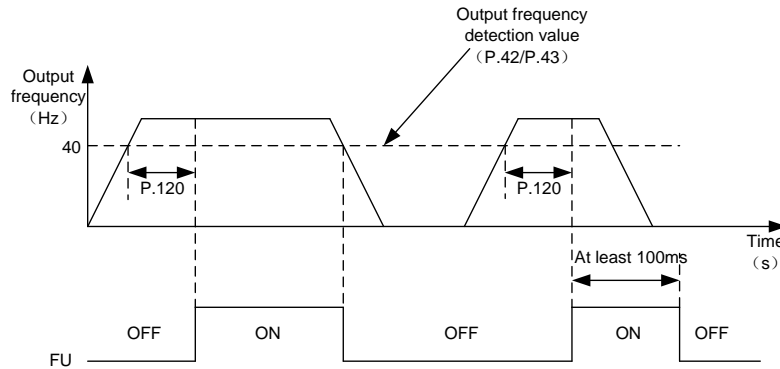 Output frequency
detection value
（P.42/P.43）
Output
frequency
（Hz）
40
P.120
P.120
Time
（s）
At least 100ms
OFF
ON
OFF
ON
OFF
FU